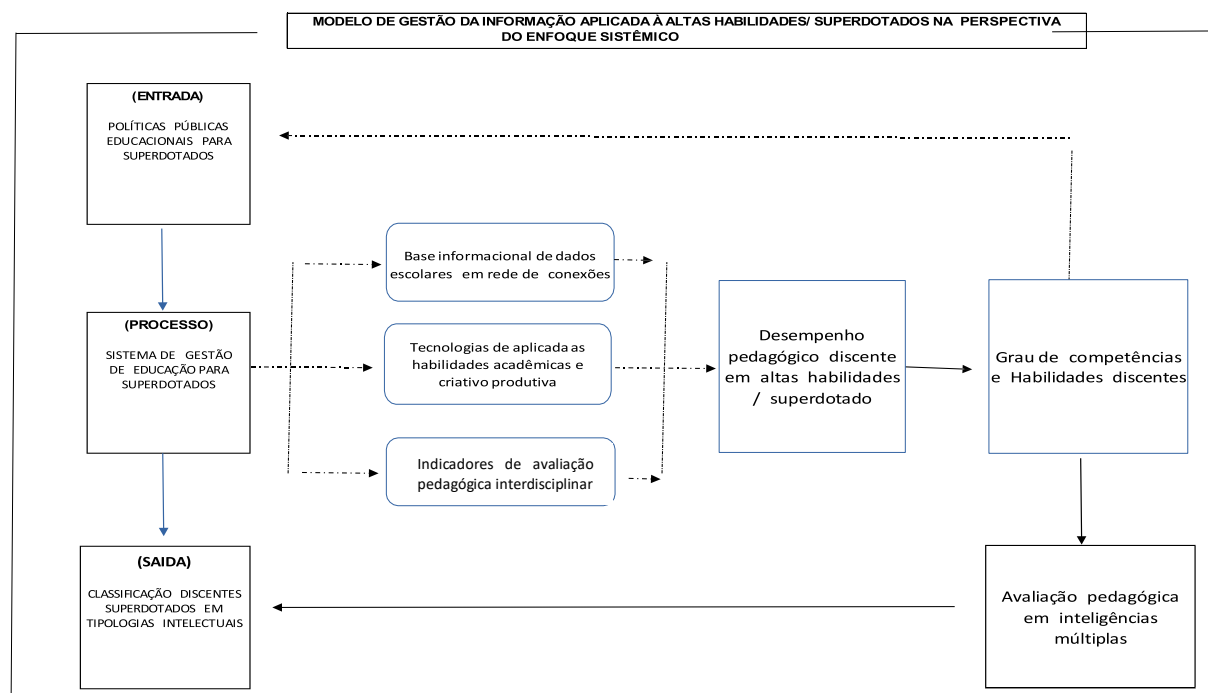 MODELO DE GESTÃO DA INFORMAÇÃO APLICADA À ALTAS HABILIDADES/ SUPERDOTADOS NA PERSPECTIVA
DO ENFOQUE SISTÊMICO
(ENTRADA)
POLÍTICAS PÚBLICAS
EDUCACIONAIS PARA
SUPERDOTADOS
(PROCESSO)
SISTEMA DE GESTÃO
DE EDUCAÇÃO PARA
SUPERDOTADOS
(SAIDA)
CLASSIFICAÇÃO DISCENTES
SUPERDOTADOS EM
TIPOLOGIAS INTELECTUAIS
Base informacional de dados
escolares em rede de conexões
Tecnologias de aplicada as
habilidades acadêmicas e
criativo produtiva
Indicadores de avaliação
pedagógica interdisciplinar
Desempenho
pedagógico discente
em altas habilidades
/ superdotado
Grau de competências
e Habilidades discentes
Avaliação pedagógica
em inteligências
múltiplas